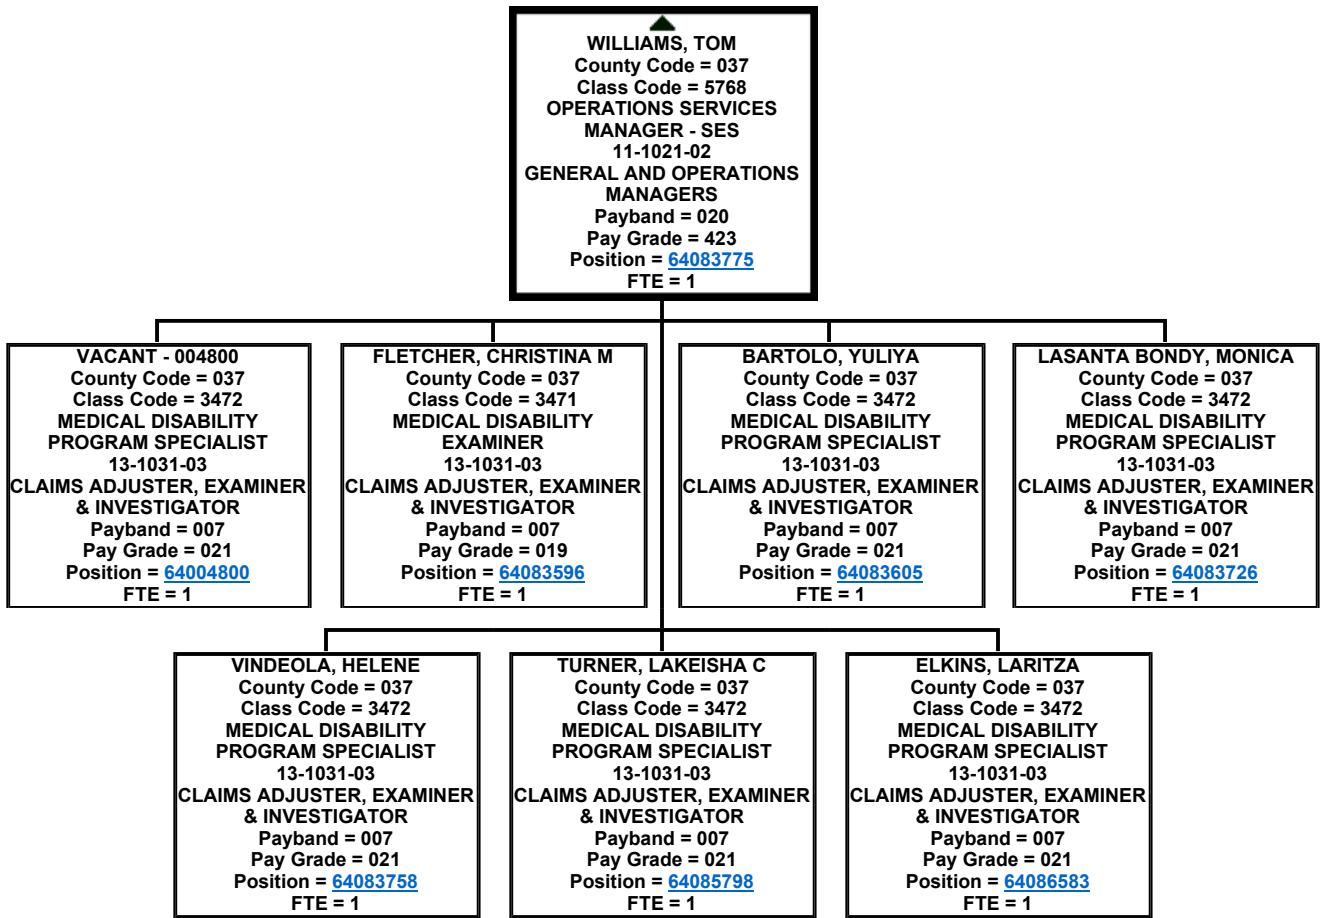 WILLIAMS, TOM
County Code = 037
Class Code = 5768
OPERATIONS SERVICES
MANAGER - SES
11-1021-02
GENERAL AND OPERATIONS
MANAGERS
Payband = 020
Pay Grade = 423
Position = 64083775
FTE = 1
VACANT - 004800
County Code = 037
Class Code = 3472
MEDICAL DISABILITY
PROGRAM SPECIALIST
13-1031-03
CLAIMS ADJUSTER, EXAMINER
& INVESTIGATOR
Payband = 007
Pay Grade = 021
Position = 64004800
FTE = 1
FLETCHER, CHRISTINA M
County Code = 037
Class Code = 3471
MEDICAL DISABILITY
EXAMINER
13-1031-03
CLAIMS ADJUSTER, EXAMINER
& INVESTIGATOR
Payband = 007
Pay Grade = 019
Position = 64083596
FTE = 1
BARTOLO, YULIYA
County Code = 037
Class Code = 3472
MEDICAL DISABILITY
PROGRAM SPECIALIST
13-1031-03
CLAIMS ADJUSTER, EXAMINER
& INVESTIGATOR
Payband = 007
Pay Grade = 021
Position = 64083605
FTE = 1
LASANTA BONDY, MONICA
County Code = 037
Class Code = 3472
MEDICAL DISABILITY
PROGRAM SPECIALIST
13-1031-03
CLAIMS ADJUSTER, EXAMINER
& INVESTIGATOR
Payband = 007
Pay Grade = 021
Position = 64083726
FTE = 1
VINDEOLA, HELENE
County Code = 037
Class Code = 3472
MEDICAL DISABILITY
PROGRAM SPECIALIST
13-1031-03
CLAIMS ADJUSTER, EXAMINER
& INVESTIGATOR
Payband = 007
Pay Grade = 021
Position = 64083758
FTE = 1
TURNER, LAKEISHA C
County Code = 037
Class Code = 3472
MEDICAL DISABILITY
PROGRAM SPECIALIST
13-1031-03
CLAIMS ADJUSTER, EXAMINER
& INVESTIGATOR
Payband = 007
Pay Grade = 021
Position = 64085798
FTE = 1
ELKINS, LARITZA
County Code = 037
Class Code = 3472
MEDICAL DISABILITY
PROGRAM SPECIALIST
13-1031-03
CLAIMS ADJUSTER, EXAMINER
& INVESTIGATOR
Payband = 007
Pay Grade = 021
Position = 64086583
FTE = 1